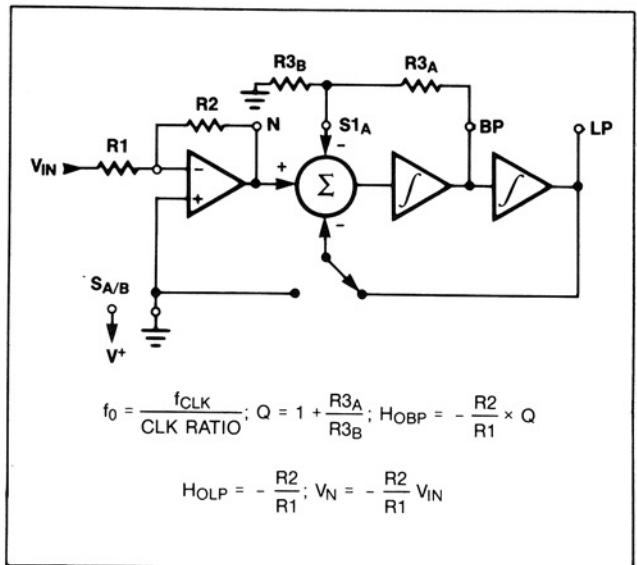 R3B R3A
R2 N S1A BP LP
VIN R1 - - 
+ + Σ ∫ ∫
-
SA/B
V+
f0 = fCLK / CLK RATIO; Q = 1 + R3A / R3B; HOBP = - R2 / R1 × Q
HOLP = - R2 / R1; VN = - R2 / R1 VIN